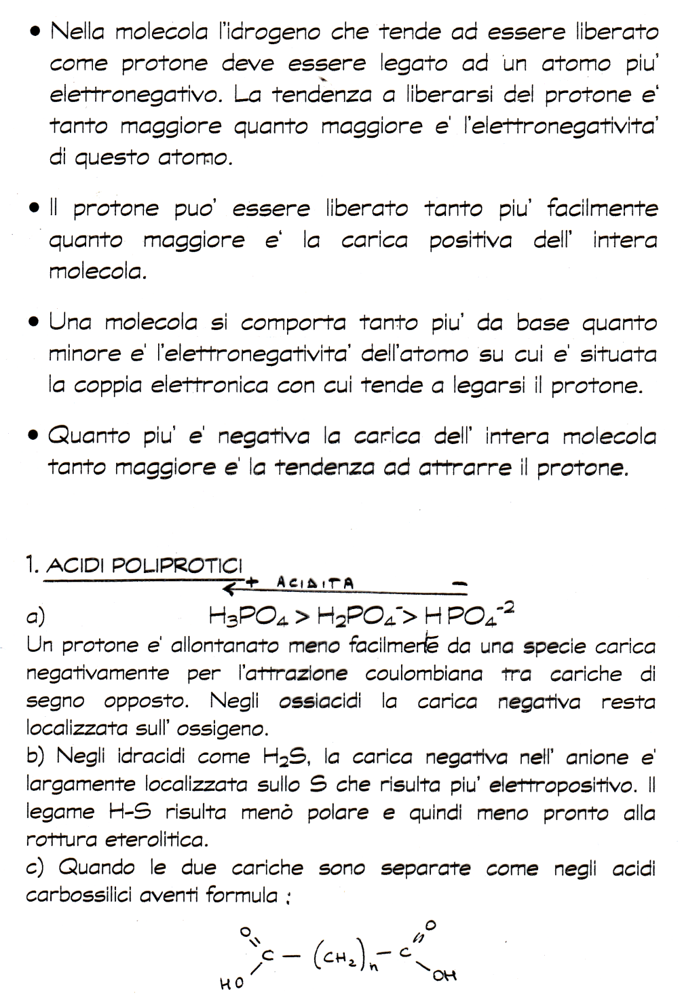 • Nella molecola l'idrogeno che tende ad essere liberato
come protone deve essere legato ad un atomo piu'
elettronegativo. La tendenza a liberarsi del protone e'
tanto maggiore quanto maggiore e' l'elettronegativita'
di questo atomo.
• Il protone puo' essere liberato tanto piu' facilmente
quanto maggiore e' la carica positiva dell' intera
molecola.
• Una molecola si comporta tanto piu' da base quanto
minore e' l'elettronegativita' dell'atomo su cui e' situata
la coppia elettronica con cui tende a legarsi il protone.
• Quanto piu' e' negativa la carica dell' intera molecola
tanto maggiore e' la tendenza ad attrarre il protone.
1. ACIDI POLIPROTICI
+ ACIDITA −
a) H₃PO₄ > H₂PO₄⁻ > HPO₄⁻²
Un protone e' allontanato meno facilmente da una specie carica
negativamente per l'attrazione coulombiana tra cariche di
segno opposto. Negli ossiacidi la carica negativa resta
localizzata sull' ossigeno.
b) Negli idracidi come H₂S, la carica negativa nell' anione e'
largamente localizzata sullo S che risulta piu' elettropositivo. Il
legame H-S risulta menò polare e quindi meno pronto alla
rottura eterolitica.
c) Quando le due cariche sono separate come negli acidi
carbossilici aventi formula :
O O
C − (CH₂)n − C
HO OH